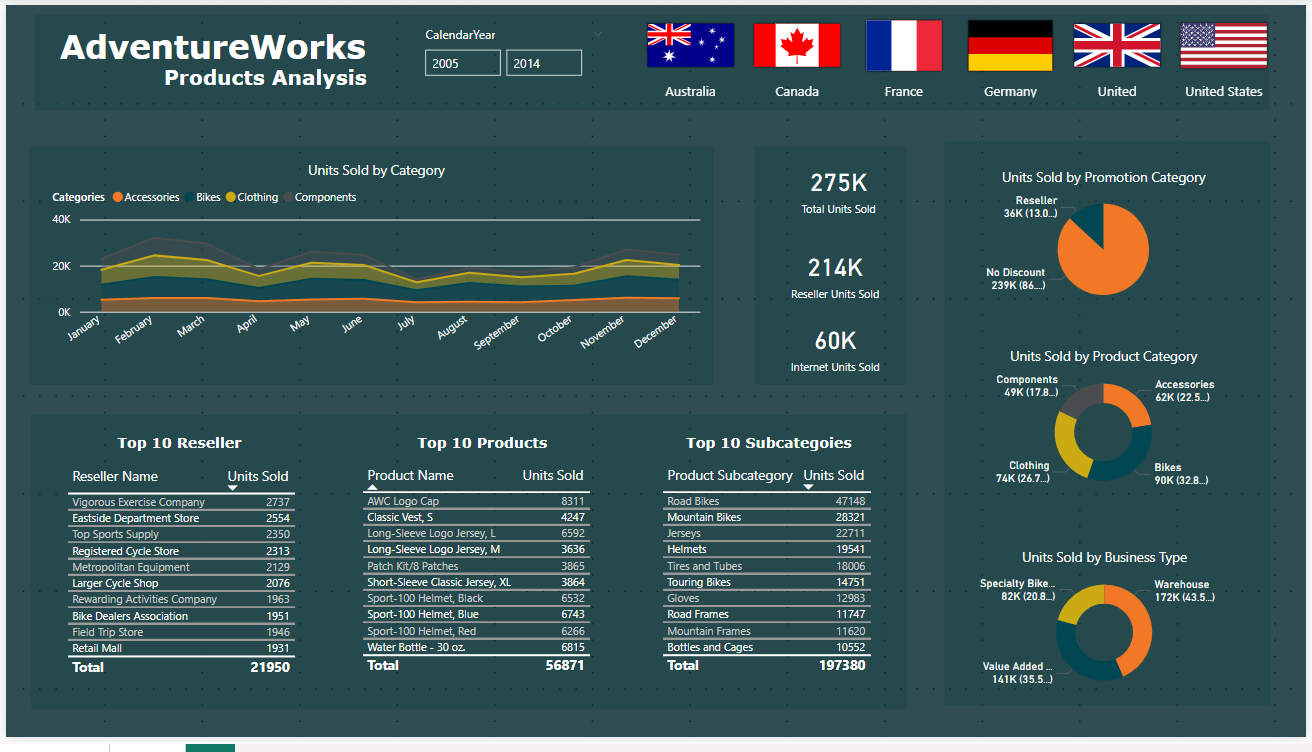 AdventureWorks
Products Analysis
CalendarYear
2005 2014
Australia Canada France Germany United United States
Units Sold by Category
Categories Accessories Bikes Clothing Components
40K
20K
0K
January February March April May June July August September October November December
275K
Total Units Sold
214K
Reseller Units Sold
60K
Internet Units Sold
Units Sold by Promotion Category
Reseller
36K (13.0...)
No Discount
239K (86....)
Units Sold by Product Category
Components
49K (17.8...)
Accessories
62K (22.5...)
Clothing
74K (26.7...)
Bikes
90K (32.8...)
Units Sold by Business Type
Specialty Bike...
82K (20.8...)
Warehouse
172K (43.5...)
Value Added ...
141K (35.5...)
Top 10 Reseller
Reseller Name Units Sold
Vigorous Exercise Company 2737
Eastside Department Store 2554
Top Sports Supply 2350
Registered Cycle Store 2313
Metropolitan Equipment 2129
Larger Cycle Shop 2076
Rewarding Activities Company 1963
Bike Dealers Association 1951
Field Trip Store 1946
Retail Mall 1931
Total 21950
Top 10 Products
Product Name Units Sold
AWC Logo Cap 8311
Classic Vest, S 4247
Long-Sleeve Logo Jersey, L 6592
Long-Sleeve Logo Jersey, M 3636
Patch Kit/8 Patches 3865
Short-Sleeve Classic Jersey, XL 3864
Sport-100 Helmet, Black 6532
Sport-100 Helmet, Blue 6743
Sport-100 Helmet, Red 6266
Water Bottle - 30 oz. 6815
Total 56871
Top 10 Subcategoies
Product Subcategory Units Sold
Road Bikes 47148
Mountain Bikes 28321
Jerseys 22711
Helmets 19541
Tires and Tubes 18006
Touring Bikes 14751
Gloves 12983
Road Frames 11747
Mountain Frames 11620
Bottles and Cages 10552
Total 197380